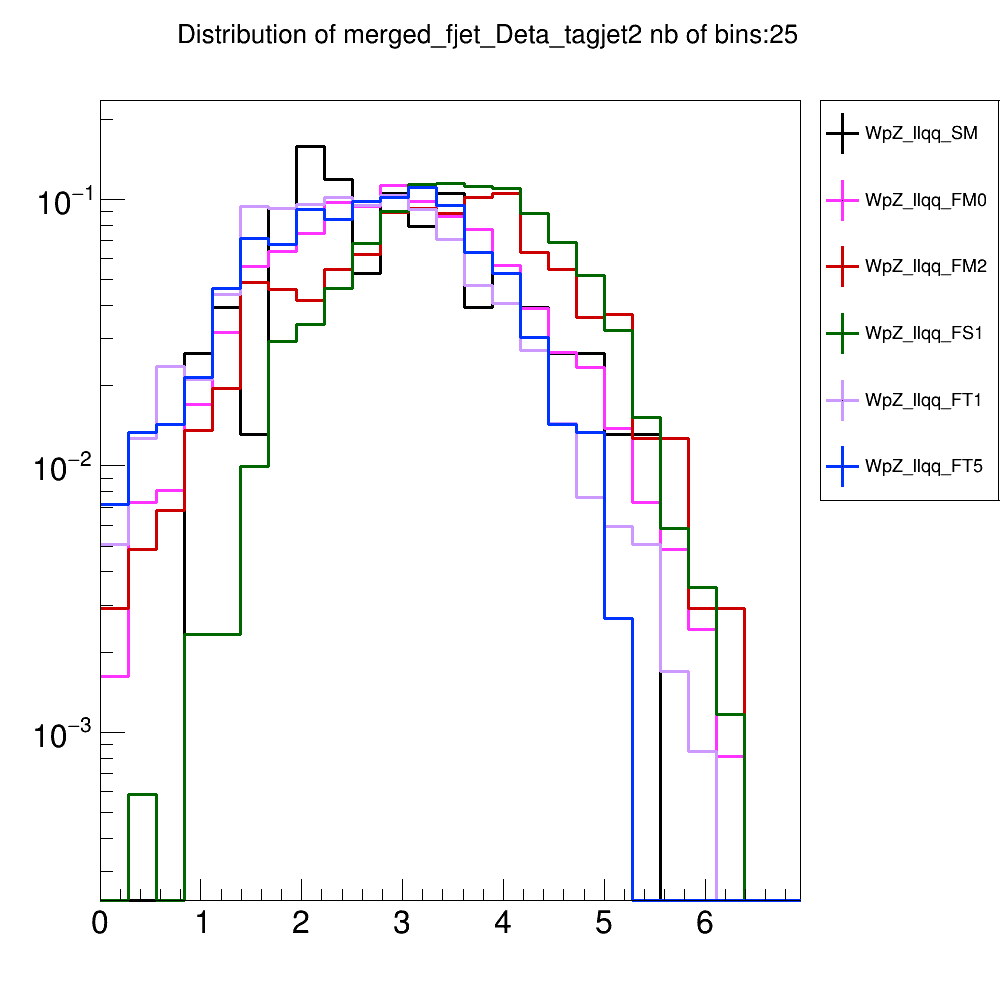 Distribution of merged_fjet_Deta_tagjet2 nb of bins:25
WpZ_llqq_SM
WpZ_llqq_FM0
WpZ_llqq_FM2
WpZ_llqq_FS1
WpZ_llqq_FT1
WpZ_llqq_FT5
10⁻¹
10⁻²
10⁻³
0 1 2 3 4 5 6